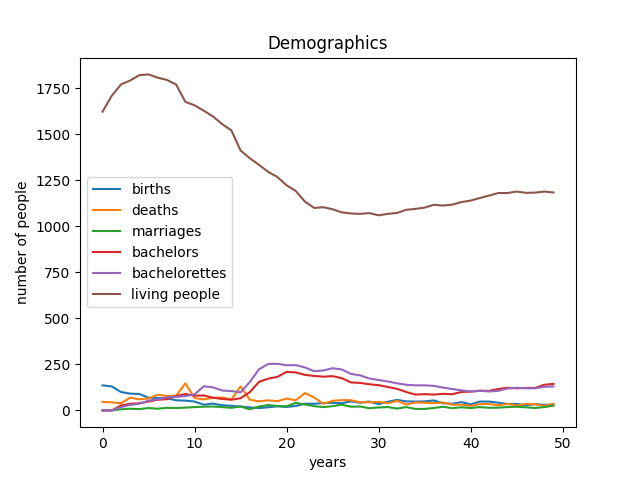 Demographics
number of people
1750
1500
1250
1000
750
500
250
0
births
deaths
marriages
bachelors
bachelorettes
living people
0
10
20
30
40
50
years